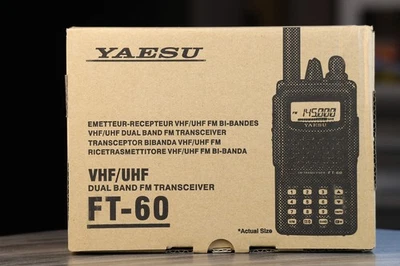 YAESU
EMETTEUR-RECEPTEUR VHF/UHF FM BI-BANDES
VHF/UHF DUAL BAND FM TRANSCEIVER
TRANSCEPTOR BIBANDA VHF/UHF FM
RICETRASMETTITORE VHF/UHF FM BI-BANDA
VHF/UHF
DUAL BAND FM TRANSCEIVER
FT-60
*Actual Size
145.000
YAESU